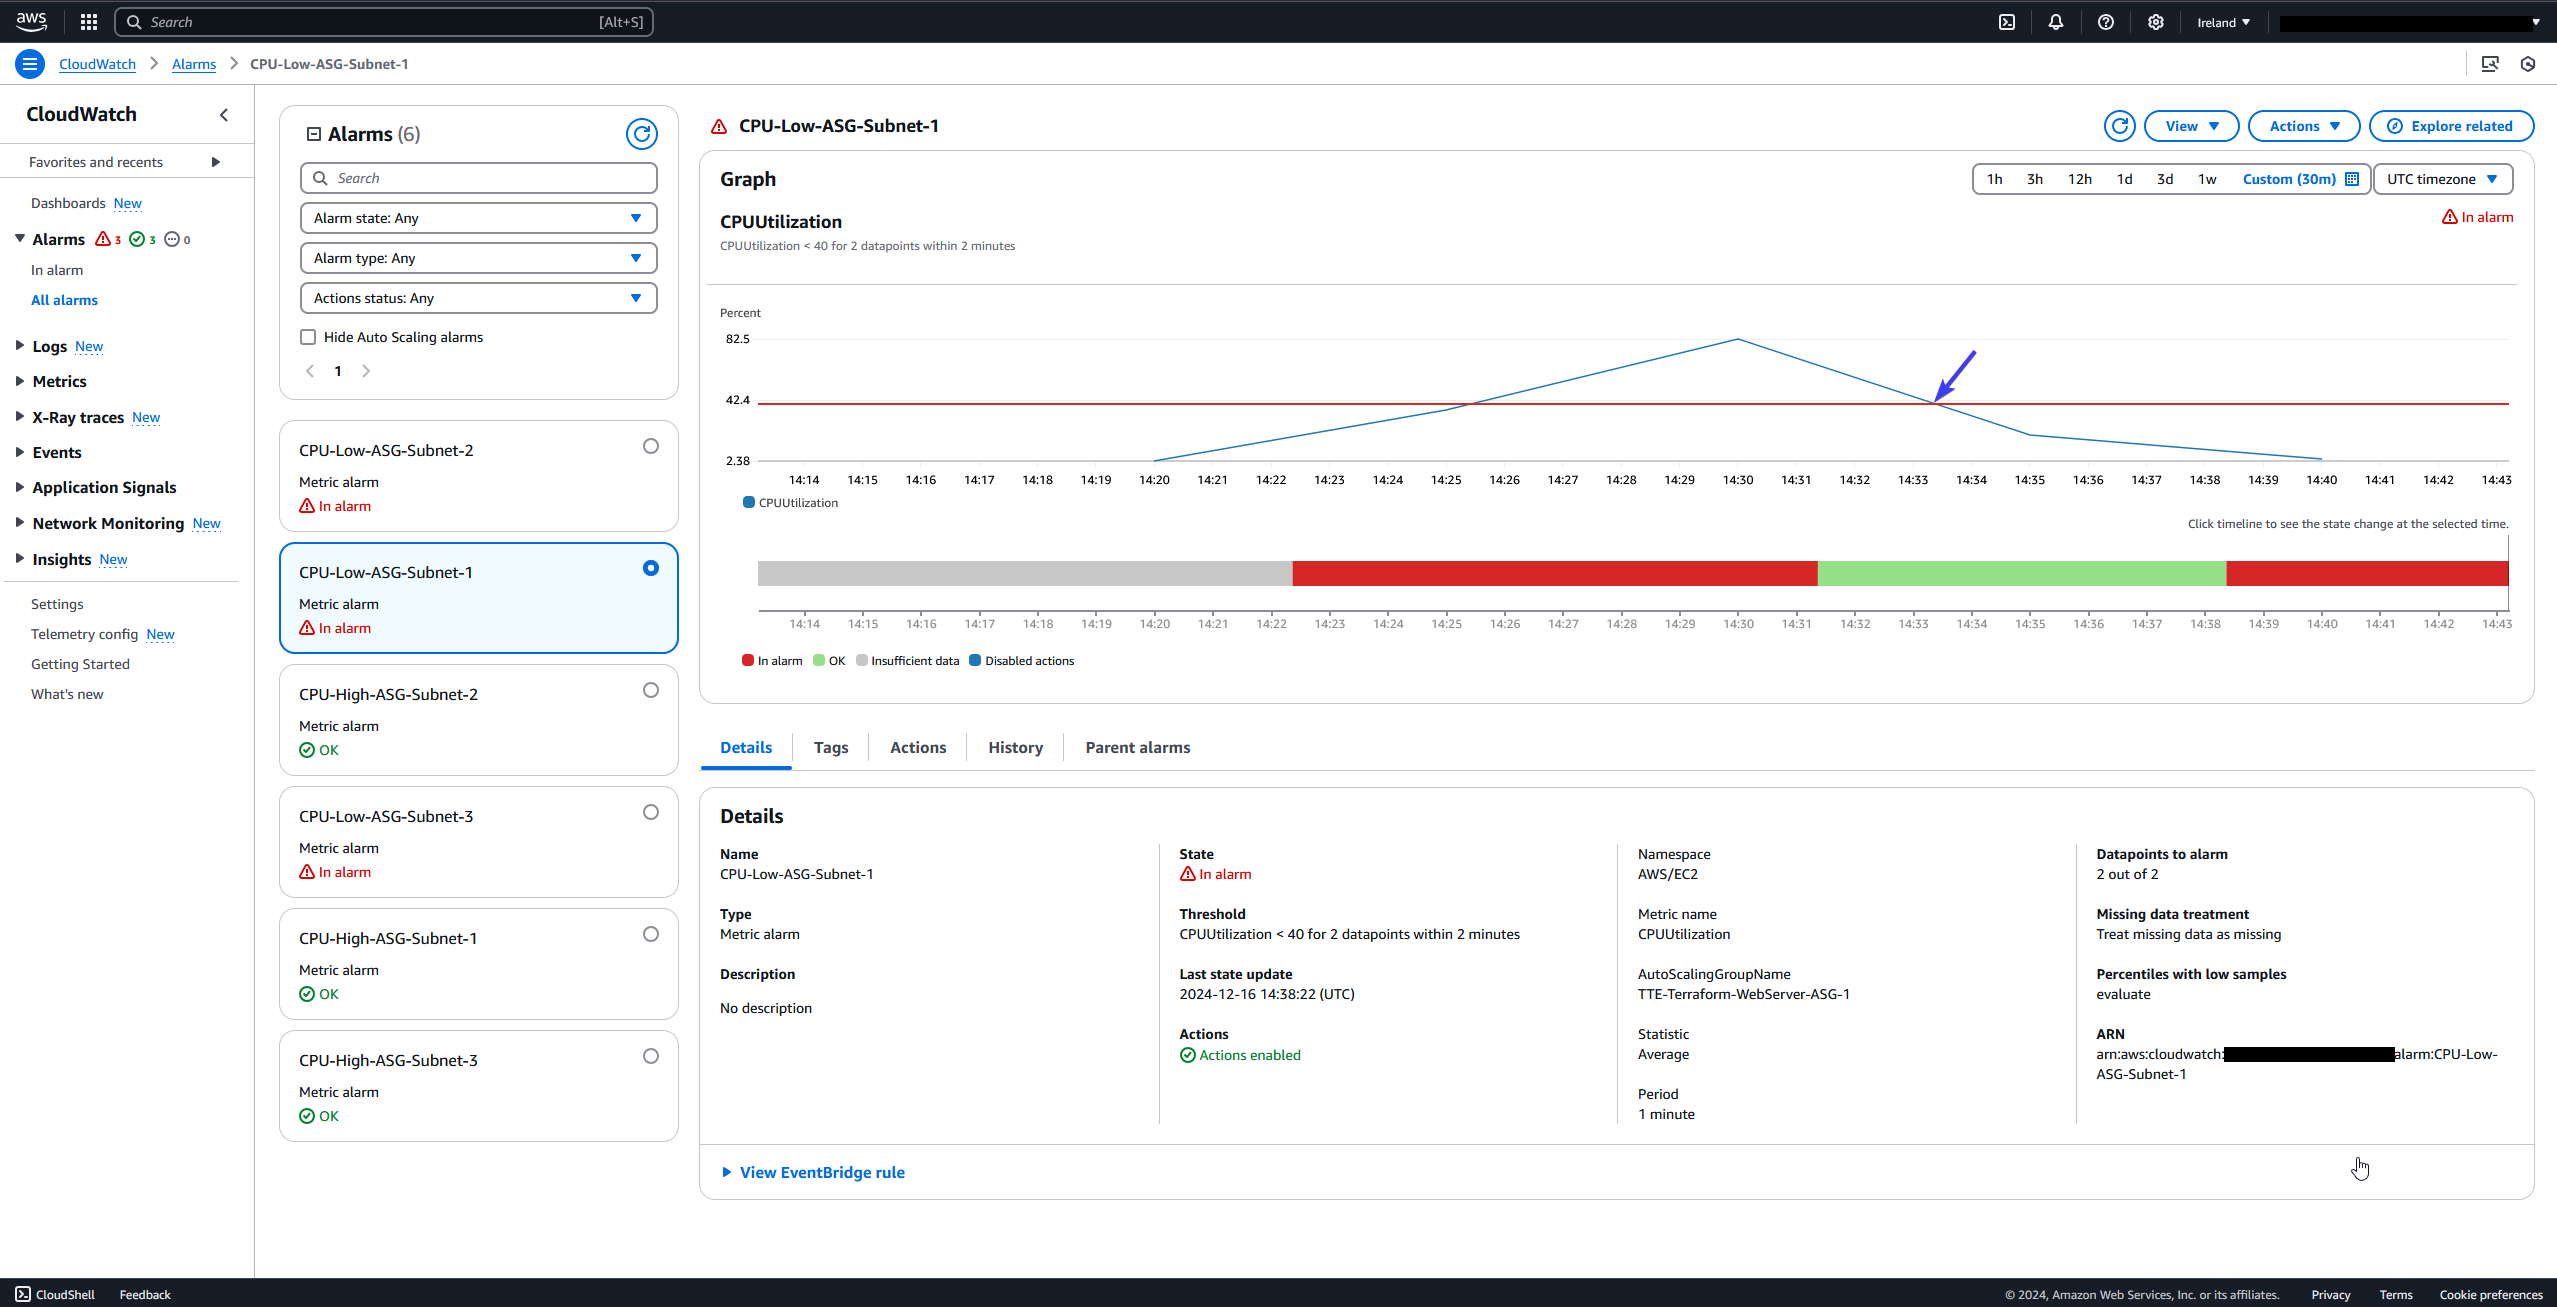 aws
Search [Alt+S]
Ireland
CloudWatch > Alarms > CPU-Low-ASG-Subnet-1
CloudWatch
Favorites and recents
Dashboards New
Alarms 3 3 0
In alarm
All alarms
Logs New
Metrics
X-Ray traces New
Events
Application Signals
Network Monitoring New
Insights New
Settings
Telemetry config New
Getting Started
What's new
Alarms (6)
Search
Alarm state: Any
Alarm type: Any
Actions status: Any
Hide Auto Scaling alarms
1
CPU-Low-ASG-Subnet-2
Metric alarm
In alarm
CPU-Low-ASG-Subnet-1
Metric alarm
In alarm
CPU-High-ASG-Subnet-2
Metric alarm
OK
CPU-Low-ASG-Subnet-3
Metric alarm
In alarm
CPU-High-ASG-Subnet-1
Metric alarm
OK
CPU-High-ASG-Subnet-3
Metric alarm
OK
CPU-Low-ASG-Subnet-1
View Actions Explore related
Graph
1h 3h 12h 1d 3d 1w Custom (30m) UTC timezone
CPUUtilization
In alarm
CPUUtilization < 40 for 2 datapoints within 2 minutes
Percent
82.5
42.4
2.38
14:14 14:15 14:16 14:17 14:18 14:19 14:20 14:21 14:22 14:23 14:24 14:25 14:26 14:27 14:28 14:29 14:30 14:31 14:32 14:33 14:34 14:35 14:36 14:37 14:38 14:39 14:40 14:41 14:42 14:43
CPUUtilization
Click timeline to see the state change at the selected time.
14:14 14:15 14:16 14:17 14:18 14:19 14:20 14:21 14:22 14:23 14:24 14:25 14:26 14:27 14:28 14:29 14:30 14:31 14:32 14:33 14:34 14:35 14:36 14:37 14:38 14:39 14:40 14:41 14:42 14:43
In alarm OK Insufficient data Disabled actions
Details Tags Actions History Parent alarms
Details
Name
CPU-Low-ASG-Subnet-1
Type
Metric alarm
Description
No description
State
In alarm
Threshold
CPUUtilization < 40 for 2 datapoints within 2 minutes
Last state update
2024-12-16 14:38:22 (UTC)
Actions
Actions enabled
Namespace
AWS/EC2
Metric name
CPUUtilization
AutoScalingGroupName
TTE-Terraform-WebServer-ASG-1
Statistic
Average
Period
1 minute
Datapoints to alarm
2 out of 2
Missing data treatment
Treat missing data as missing
Percentiles with low samples
evaluate
ARN
arn:aws:cloudwatch: alarm:CPU-Low-
ASG-Subnet-1
View EventBridge rule
CloudShell Feedback
© 2024, Amazon Web Services, Inc. or its affiliates. Privacy Terms Cookie preferences